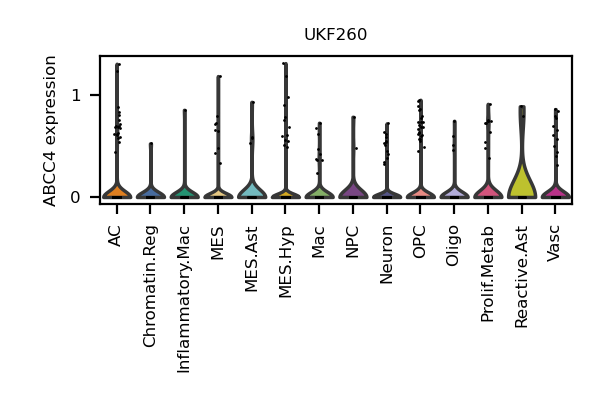 UKF260
ABCC4 expression
1
0
AC
Chromatin.Reg
Inflammatory.Mac
MES
MES.Ast
MES.Hyp
Mac
NPC
Neuron
OPC
Oligo
Prolif.Metab
Reactive.Ast
Vasc